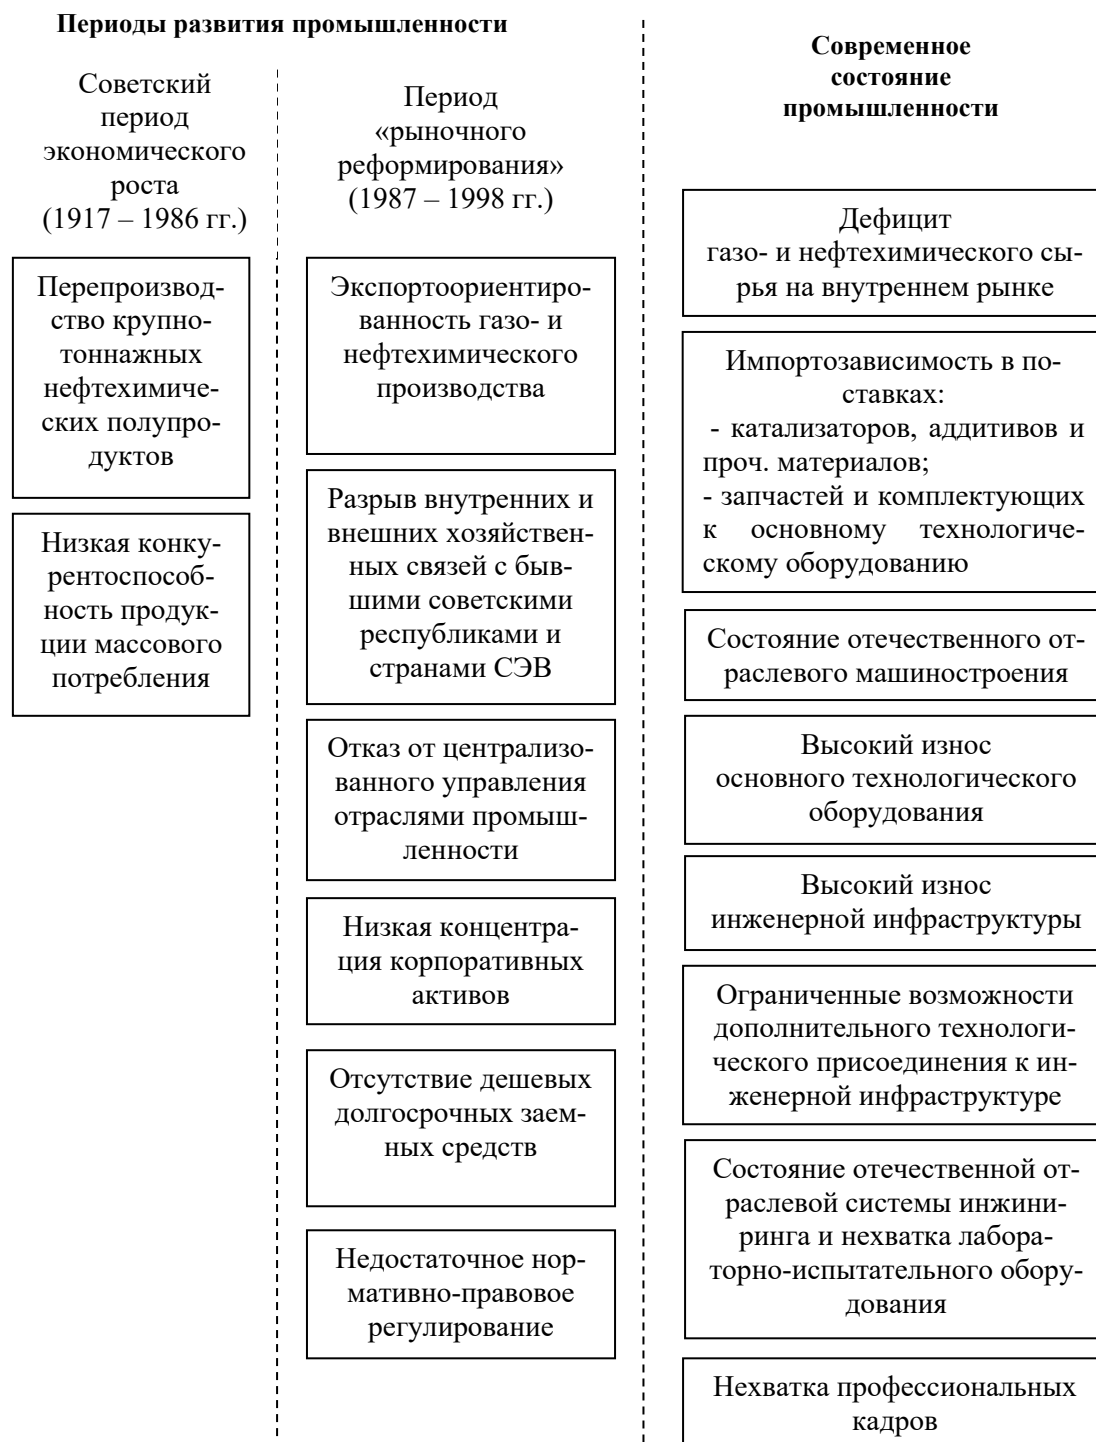 Периоды развития промышленности
Советский
период
экономического
роста
(1917 – 1986 гг.)
Перепроизвод-
ство крупно-
тоннажных
нефтехимиче-
ских полупро-
дуктов
Низкая конку-
рентоспособ-
ность продук-
ции массового
потребления
Период
«рыночного
реформирования»
(1987 – 1998 гг.)
Экспортоориентиро-
ванность газо- и
нефтехимического
производства
Разрыв внутренних и
внешних хозяйствен-
ных связей с быв-
шими советскими
республиками и
странами СЭВ
Отказ от централизо-
ванного управления
отраслями промыш-
ленности
Низкая концентра-
ция корпоративных
активов
Отсутствие дешевых
долгосрочных заем-
ных средств
Недостаточное нор-
мативно-правовое
регулирование
Современное
состояние
промышленности
Дефицит
газо- и нефтехимического сы-
рья на внутреннем рынке
Импортозависимость в по-
ставках:
- катализаторов, аддитивов и
проч. материалов;
- запчастей и комплектующих
к основному технологиче-
скому оборудованию
Состояние отечественного от-
раслевого машиностроения
Высокий износ
основного технологического
оборудования
Высокий износ
инженерной инфраструктуры
Ограниченные возможности
дополнительного технологи-
ческого присоединения к ин-
женерной инфраструктуре
Состояние отечественной от-
раслевой системы инжини-
ринга и нехватка лабора-
торно-испытательного обору-
дования
Нехватка профессиональных
кадров